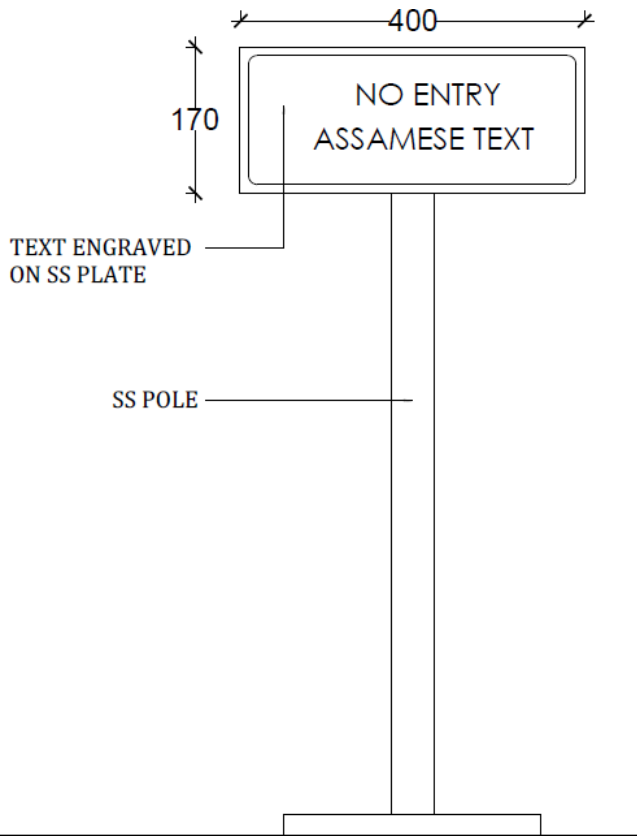 400
170
NO ENTRY
ASSAMESE TEXT
TEXT ENGRAVED
ON SS PLATE
SS POLE